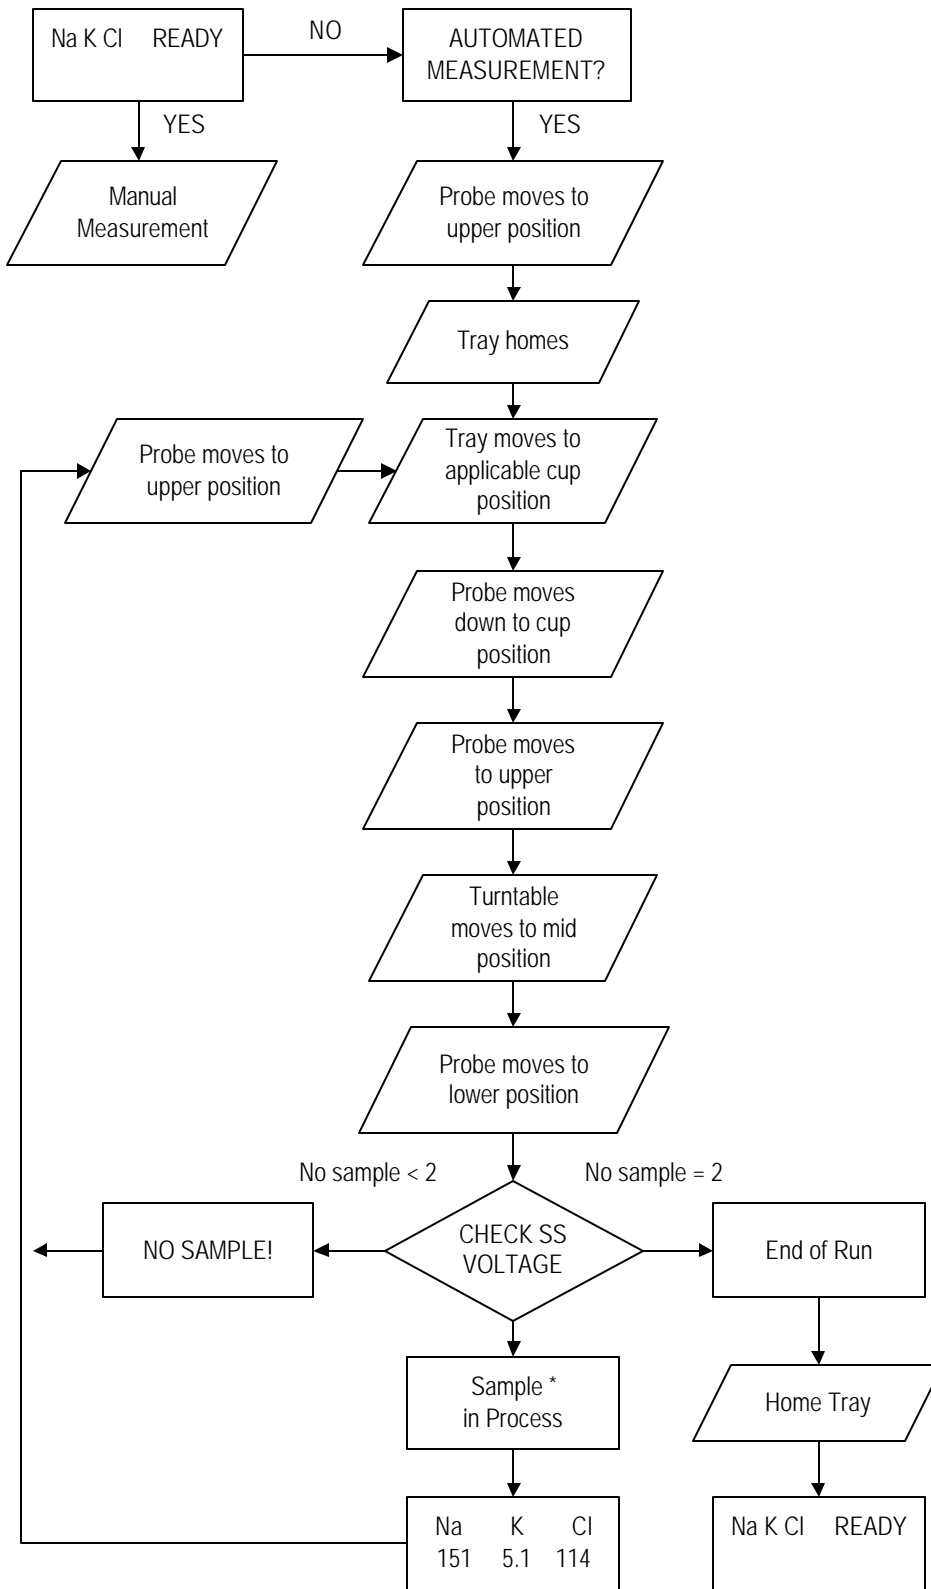 Na K Cl READY
NO
AUTOMATED
MEASUREMENT?
YES
YES
Manual
Measurement
Probe moves to
upper position
Tray homes
Probe moves to
upper position
Tray moves to
applicable cup
position
Probe moves
down to cup
position
Probe moves
to upper
position
Turntable
moves to mid
position
Probe moves to
lower position
No sample < 2
No sample = 2
NO SAMPLE!
CHECK SS
VOLTAGE
End of Run
Sample *
in Process
Home Tray
Na K Cl
151 5.1 114
Na K Cl READY